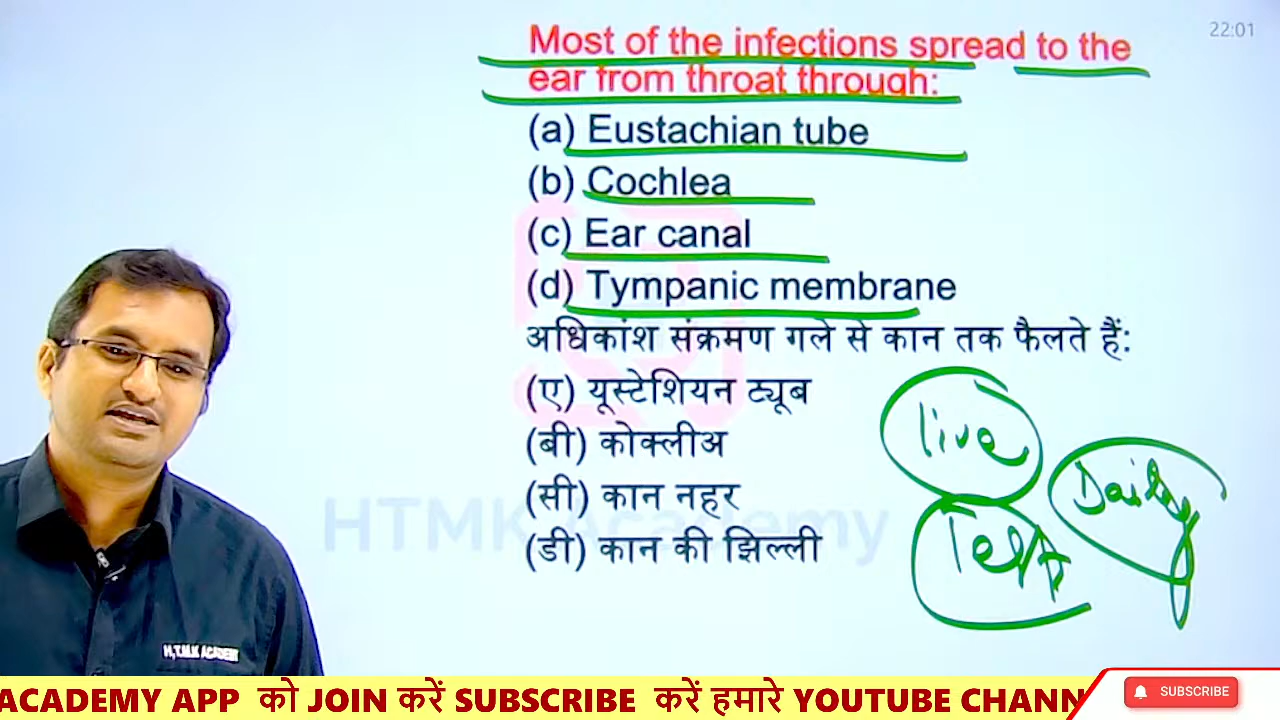 22:01
Most of the infections spread to the
ear from throat through:
(a) Eustachian tube
(b) Cochlea
(c) Ear canal
(d) Tympanic membrane
अधिकांश संक्रमण गले से कान तक फैलते हैं:
(ए) यूस्टेशियन ट्यूब
(बी) कोक्लीअ
(सी) कान नहर
(डी) कान की झिल्ली
live
Test
Daily
HTMK Academy
H.T.M.K ACADEMY
ACADEMY APP को JOIN करें SUBSCRIBE करें हमारे YOUTUBE CHANN
SUBSCRIBE